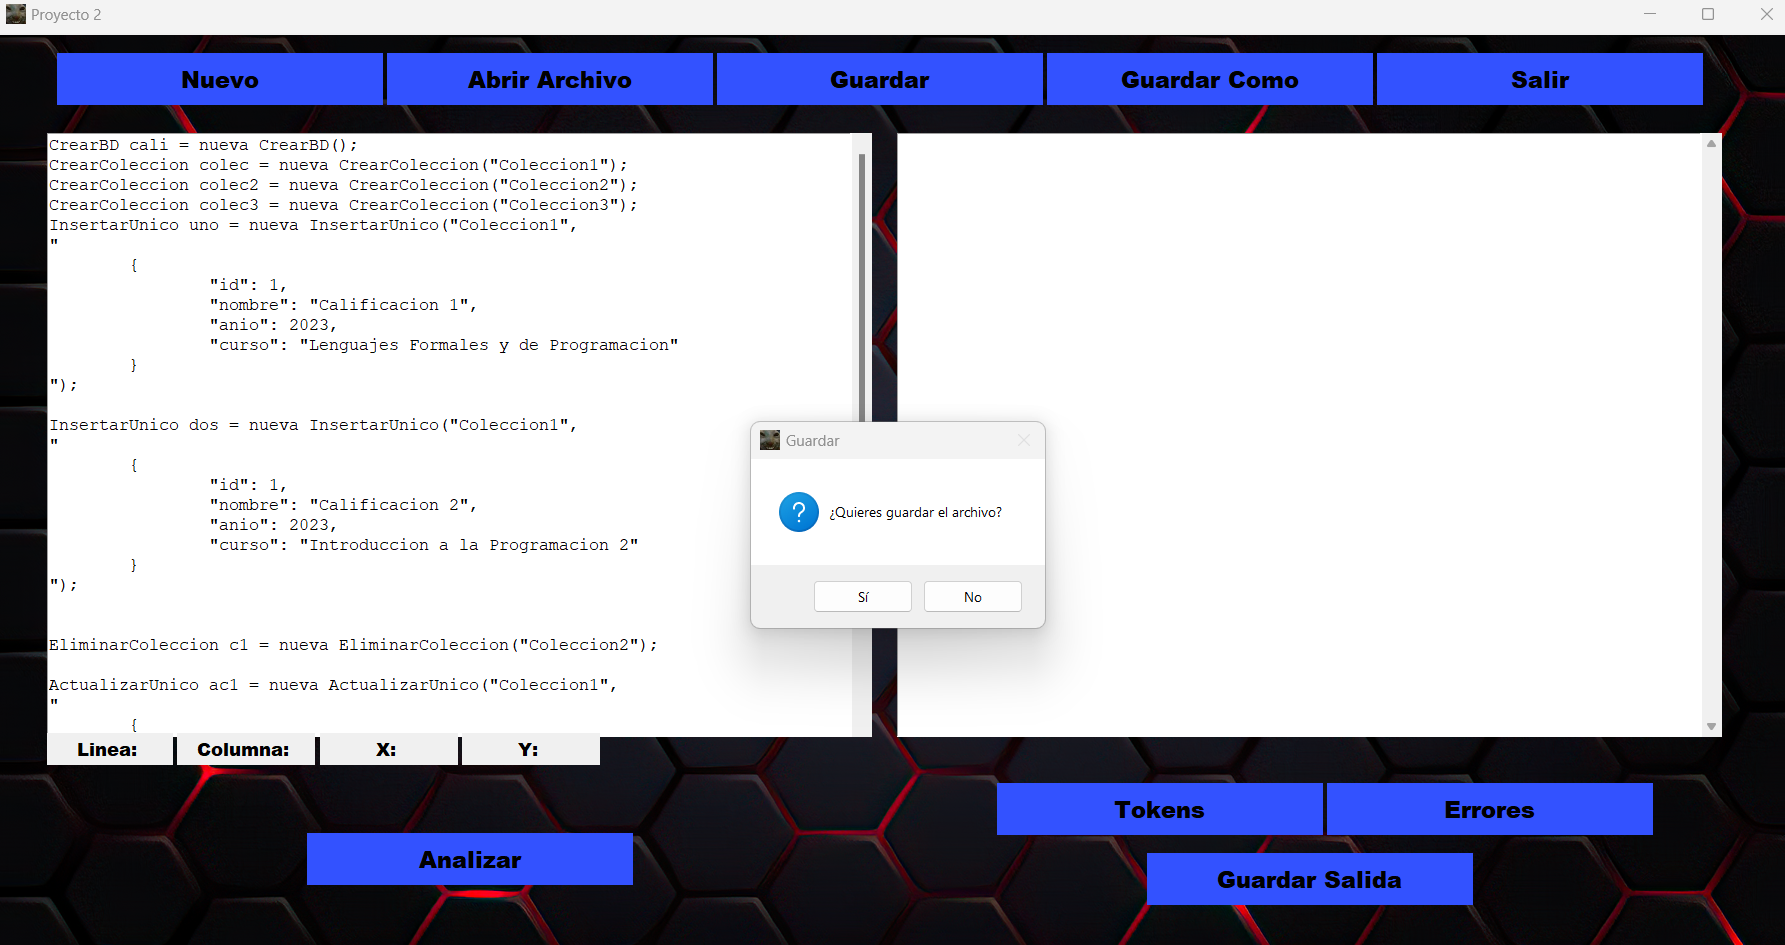 Proyecto 2
Nuevo
Abrir Archivo
Guardar
Guardar Como
Salir
CrearBD cali = nueva CrearBD();
CrearColeccion colec = nueva CrearColeccion("Coleccion1");
CrearColeccion colec2 = nueva CrearColeccion("Coleccion2");
CrearColeccion colec3 = nueva CrearColeccion("Coleccion3");
InsertarUnico uno = nueva InsertarUnico("Coleccion1",
"
{
"id": 1,
"nombre": "Calificacion 1",
"anio": 2023,
"curso": "Lenguajes Formales y de Programacion"
}
");
InsertarUnico dos = nueva InsertarUnico("Coleccion1",
"
{
"id": 1,
"nombre": "Calificacion 2",
"anio": 2023,
"curso": "Introduccion a la Programacion 2"
}
");
EliminarColeccion c1 = nueva EliminarColeccion("Coleccion2");
ActualizarUnico ac1 = nueva ActualizarUnico("Coleccion1",
"
{
Guardar
¿Quieres guardar el archivo?
Sí
No
Linea:
Columna:
X:
Y:
Tokens
Errores
Analizar
Guardar Salida